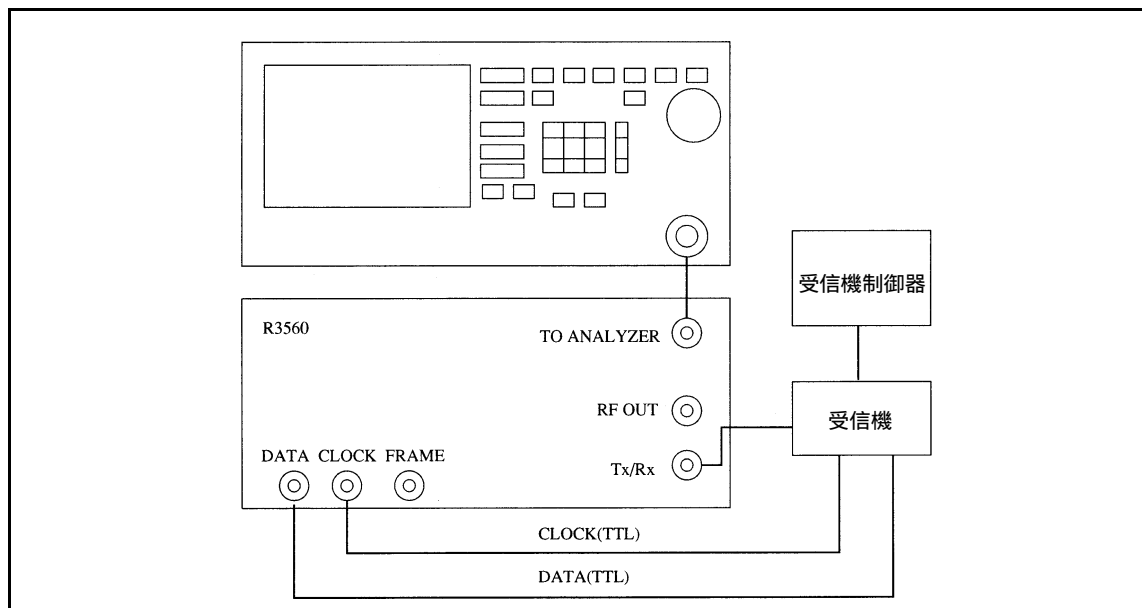 受信機制御器
R3560
TO ANALYZER
RF OUT
受信機
DATA CLOCK FRAME
Tx/Rx
CLOCK(TTL)
DATA(TTL)